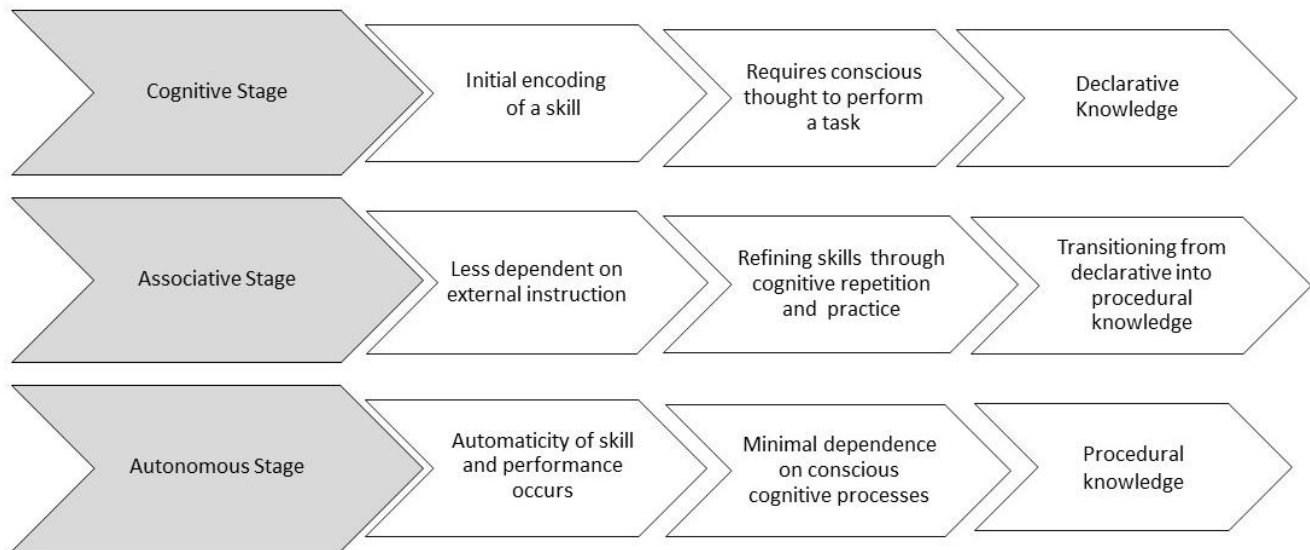 Cognitive Stage
Initial encoding
of a skill
Requires conscious
thought to perform
a task
Declarative
Knowledge
Associative Stage
Less dependent on
external instruction
Refining skills through
cognitive repetition
and practice
Transitioning from
declarative into
procedural
knowledge
Autonomous Stage
Automaticity of skill
and performance
occurs
Minimal dependence
on conscious
cognitive processes
Procedural
knowledge